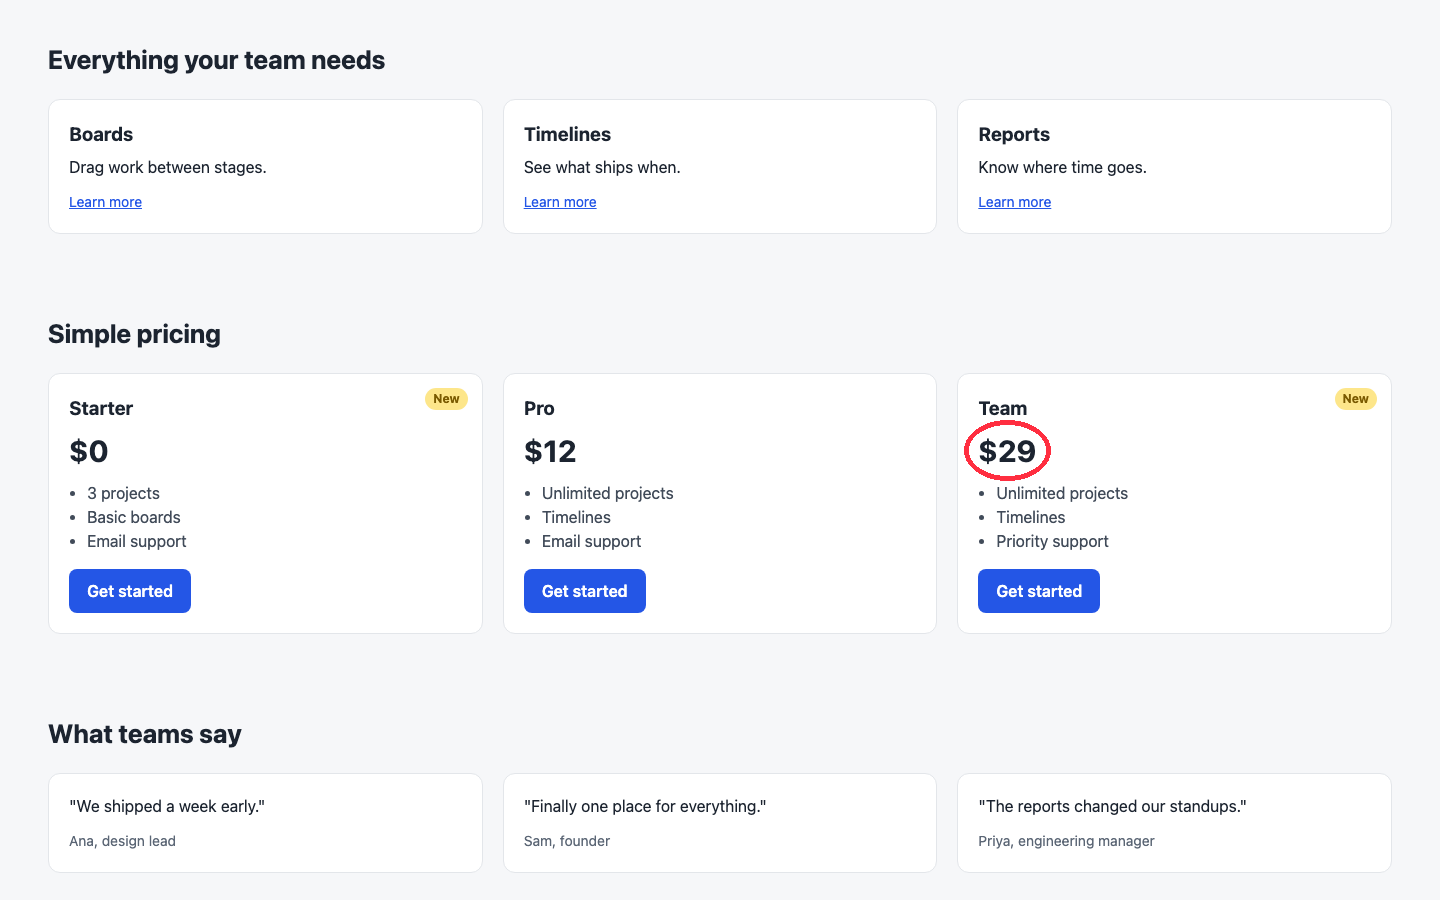 Everything your team needs
Boards
Drag work between stages.
Learn more
Timelines
See what ships when.
Learn more
Reports
Know where time goes.
Learn more
Simple pricing
Starter
New
$0
3 projects
Basic boards
Email support
Get started
Pro
$12
Unlimited projects
Timelines
Email support
Get started
Team
New
$29
Unlimited projects
Timelines
Priority support
Get started
What teams say
"We shipped a week early."
Ana, design lead
"Finally one place for everything."
Sam, founder
"The reports changed our standups."
Priya, engineering manager